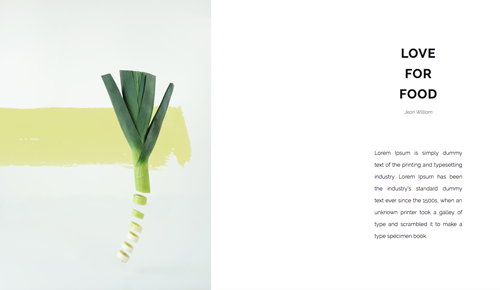 LOVE
FOR
FOOD
Jean William
Lorem Ipsum is simply dummy
text of the printing and typesetting
industry. Lorem Ipsum has been
the industry's standard dummy
text ever since the 1500s, when an
unknown printer took a galley of
type and scrambled it to make a
type specimen book.